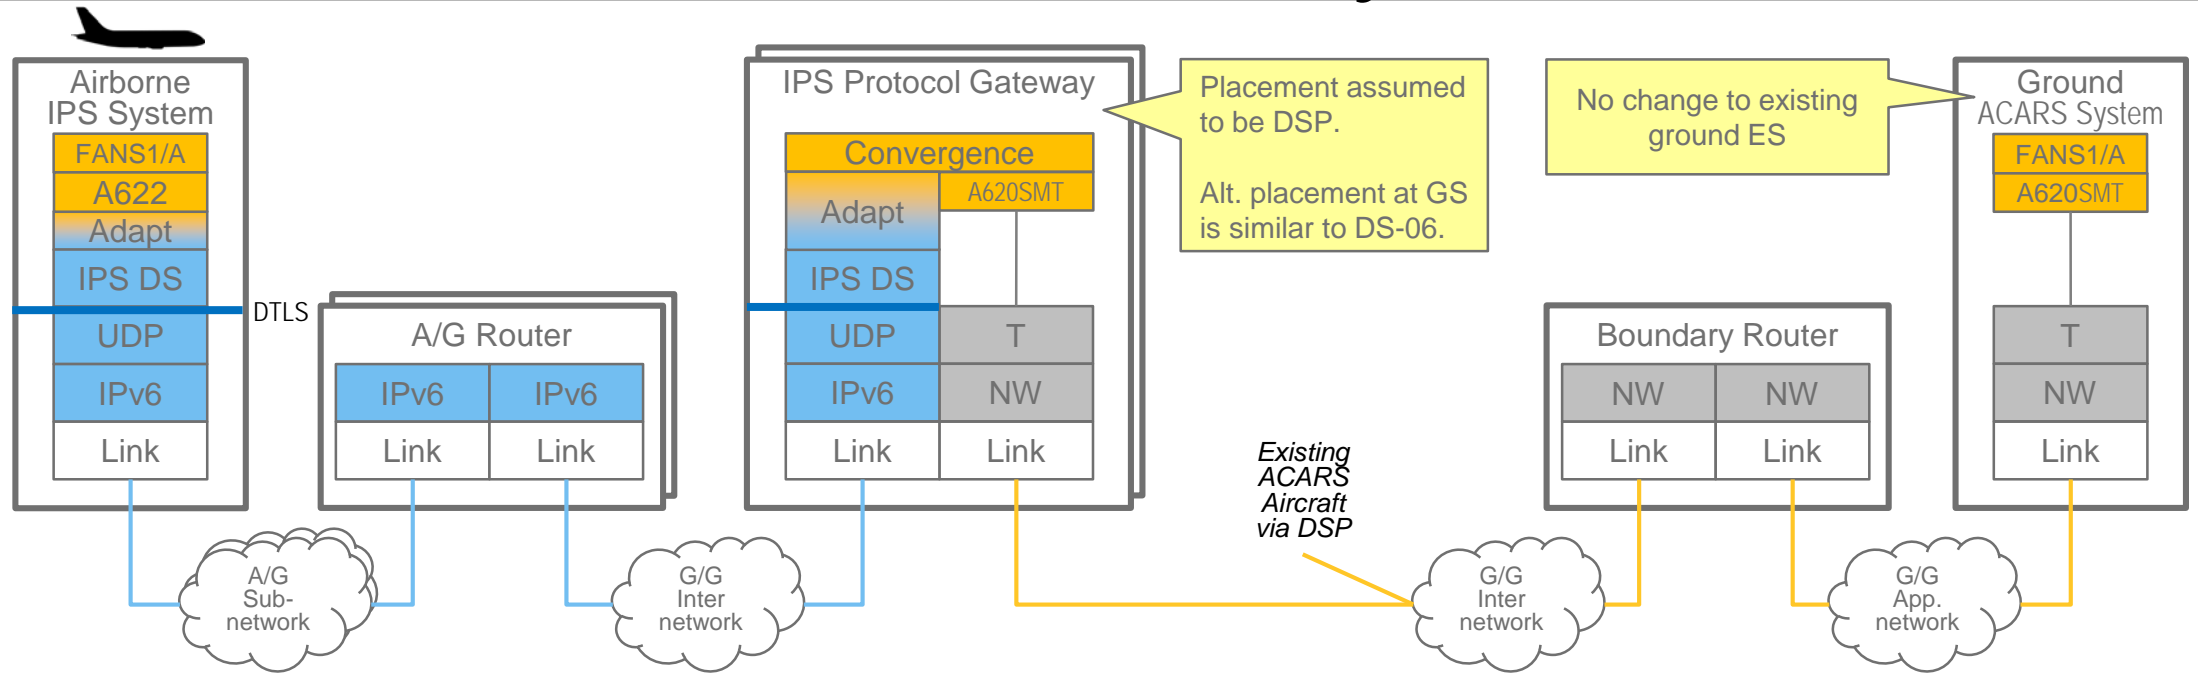 Airborne
IPS System
FANS1/A
A622
Adapt
IPS DS
UDP
IPv6
Link
DTLS
A/G Router
IPv6 IPv6
Link Link
IPS Protocol Gateway
Convergence
Adapt
A620SMT
IPS DS
UDP T
IPv6 NW
Link Link
Placement assumed
to be DSP.
Alt. placement at GS
is similar to DS-06.
No change to existing
ground ES
Existing
ACARS
Aircraft
via DSP
Boundary Router
NW NW
Link Link
Ground
ACARS System
FANS1/A
A620SMT
T
NW
Link
A/G
Sub-
network
G/G
Inter
network
G/G
Inter
network
G/G
App.
network